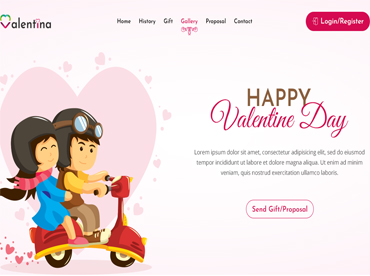 Valentina
Home History Gift Gallery Proposal Contact
Login/Register
HAPPY
Valentine Day
Lorem ipsum dolor sit amet, consectetur adipisicing elit, sed do eiusmod
tempor incididunt ut labore et dolore magna aliqua. Ut enim ad minim
veniam, quis nostrud exercitation ullamco laboris.
Send Gift/Proposal